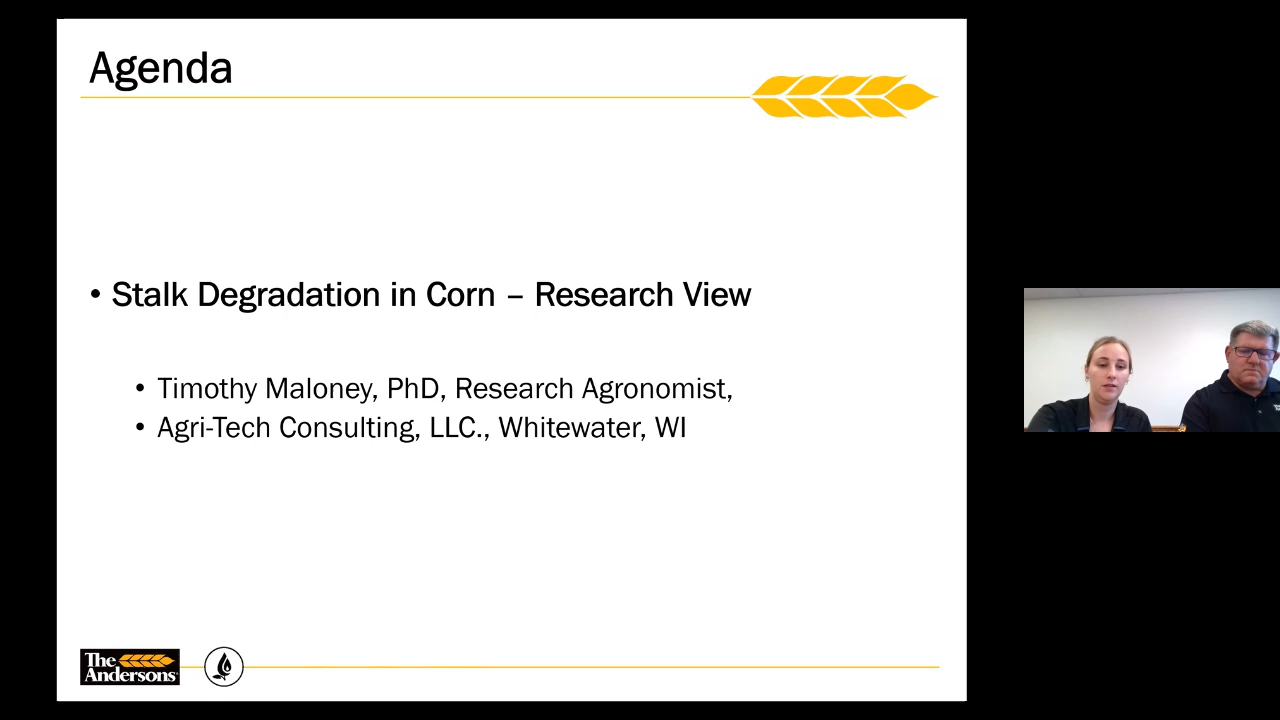 Agenda
• Stalk Degradation in Corn – Research View
• Timothy Maloney, PhD, Research Agronomist,
• Agri-Tech Consulting, LLC., Whitewater, WI
The
Andersons